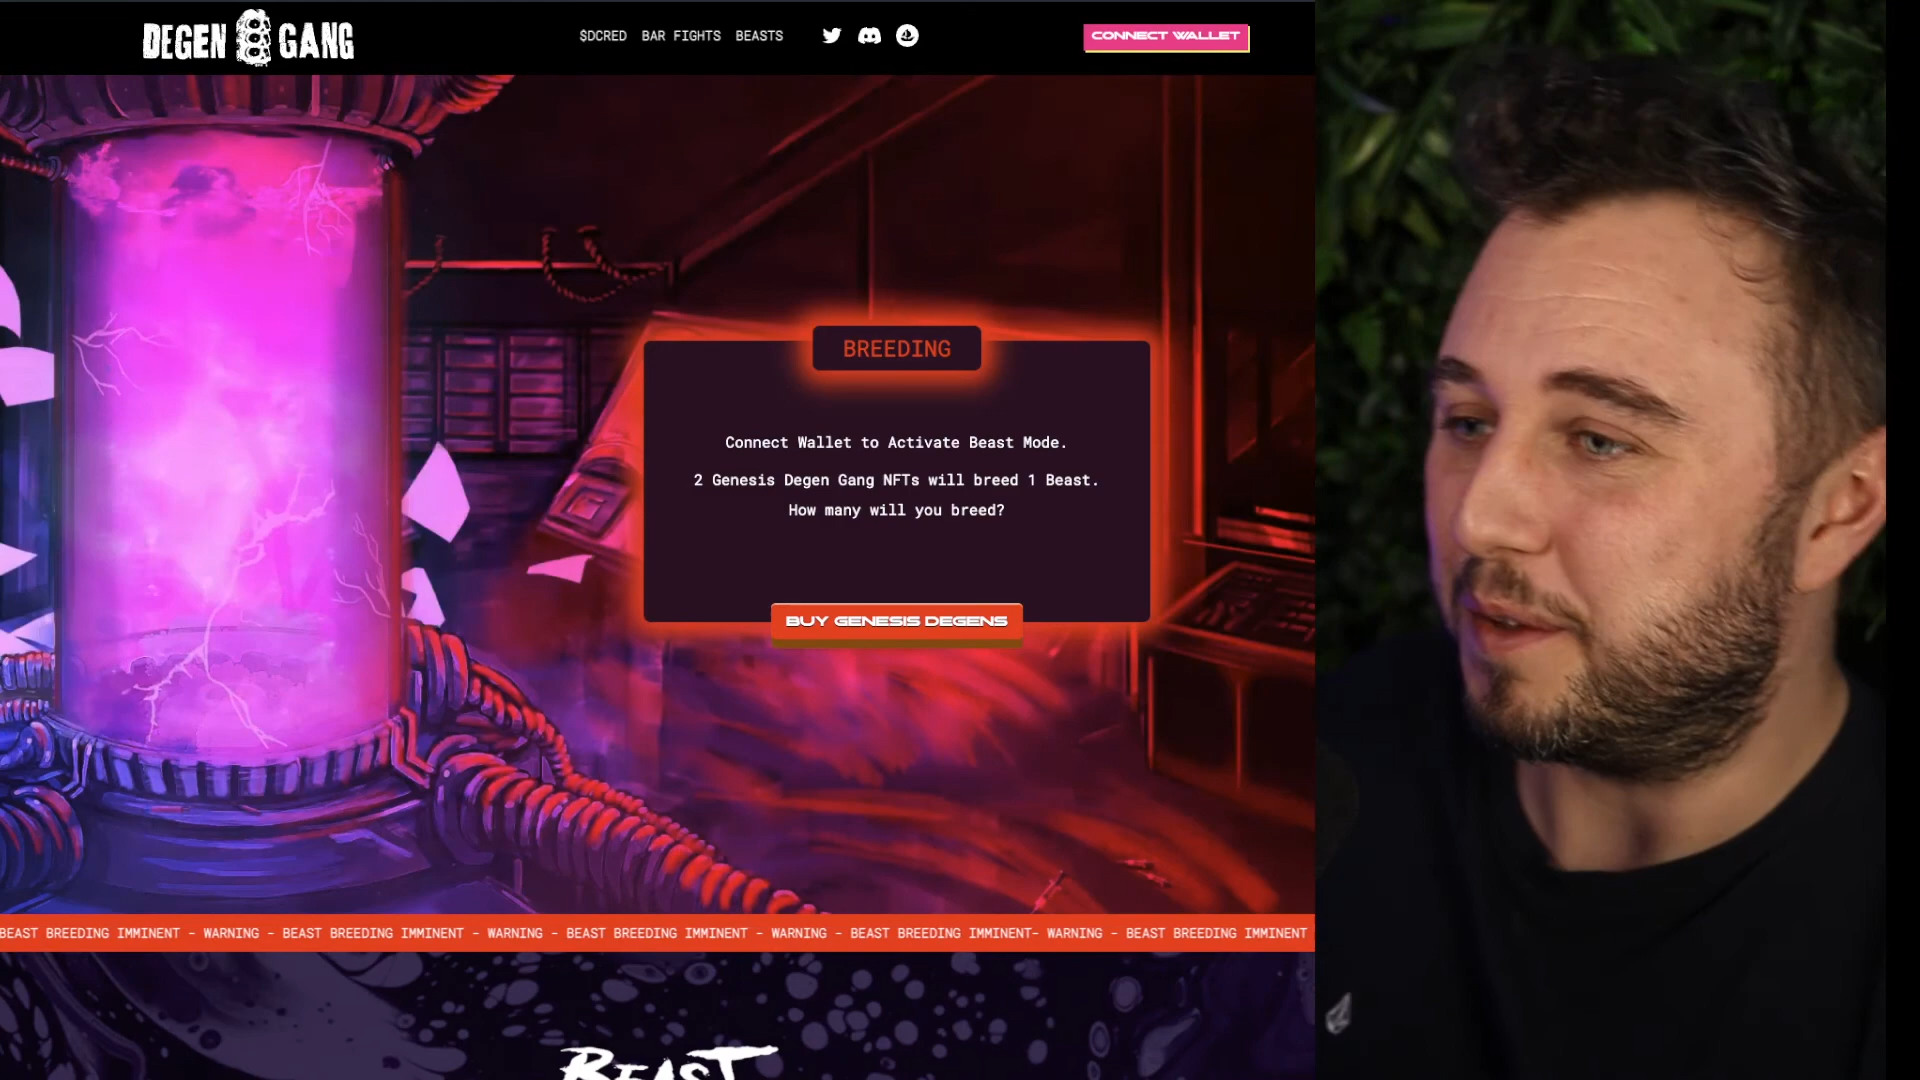 DEGEN GANG
$DCRED BAR FIGHTS BEASTS
CONNECT WALLET
BREEDING
Connect Wallet to Activate Beast Mode.
2 Genesis Degen Gang NFTs will breed 1 Beast.
How many will you breed?
BUY GENESIS DEGENS
BEAST BREEDING IMMINENT - WARNING - BEAST BREEDING IMMINENT - WARNING - BEAST BREEDING IMMINENT - WARNING - BEAST BREEDING IMMINENT- WARNING - BEAST BREEDING IMMINENT
BEAST